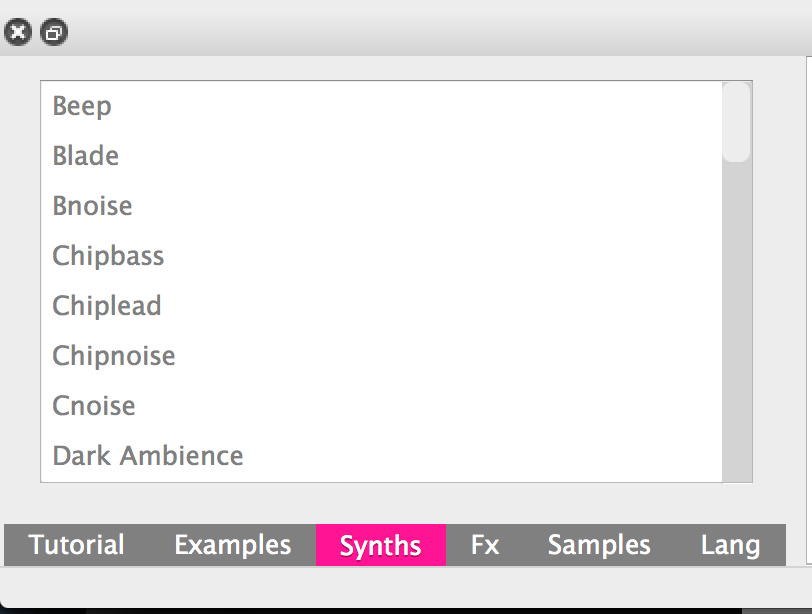 Beep
Blade
Bnoise
Chipbass
Chiplead
Chipnoise
Cnoise
Dark Ambience
Tutorial Examples Synths Fx Samples Lang